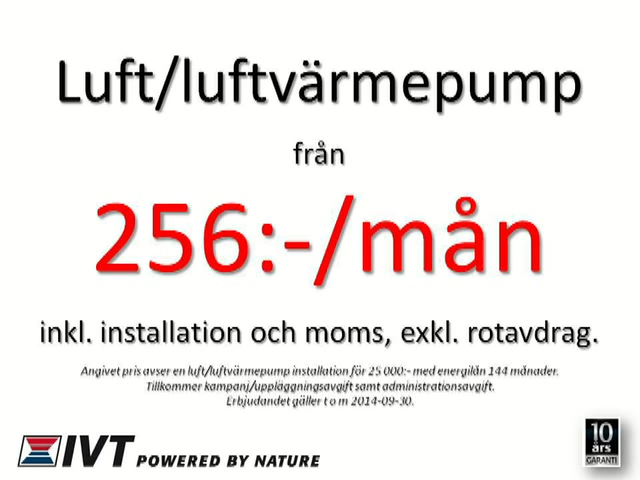 Luft/luftvärmepump
från
256:-/mån
inkl. installation och moms, exkl. rotavdrag.
Angivet pris avser en luft/luftvärmepump installation för 25 000:- med energilån 144 månader.
Tillkommer kampanj/uppläggningsavgift samt administrationsavgift.
Erbjudandet gäller t o m 2014-09-30.
IVT POWERED BY NATURE
10
års
GARANTI